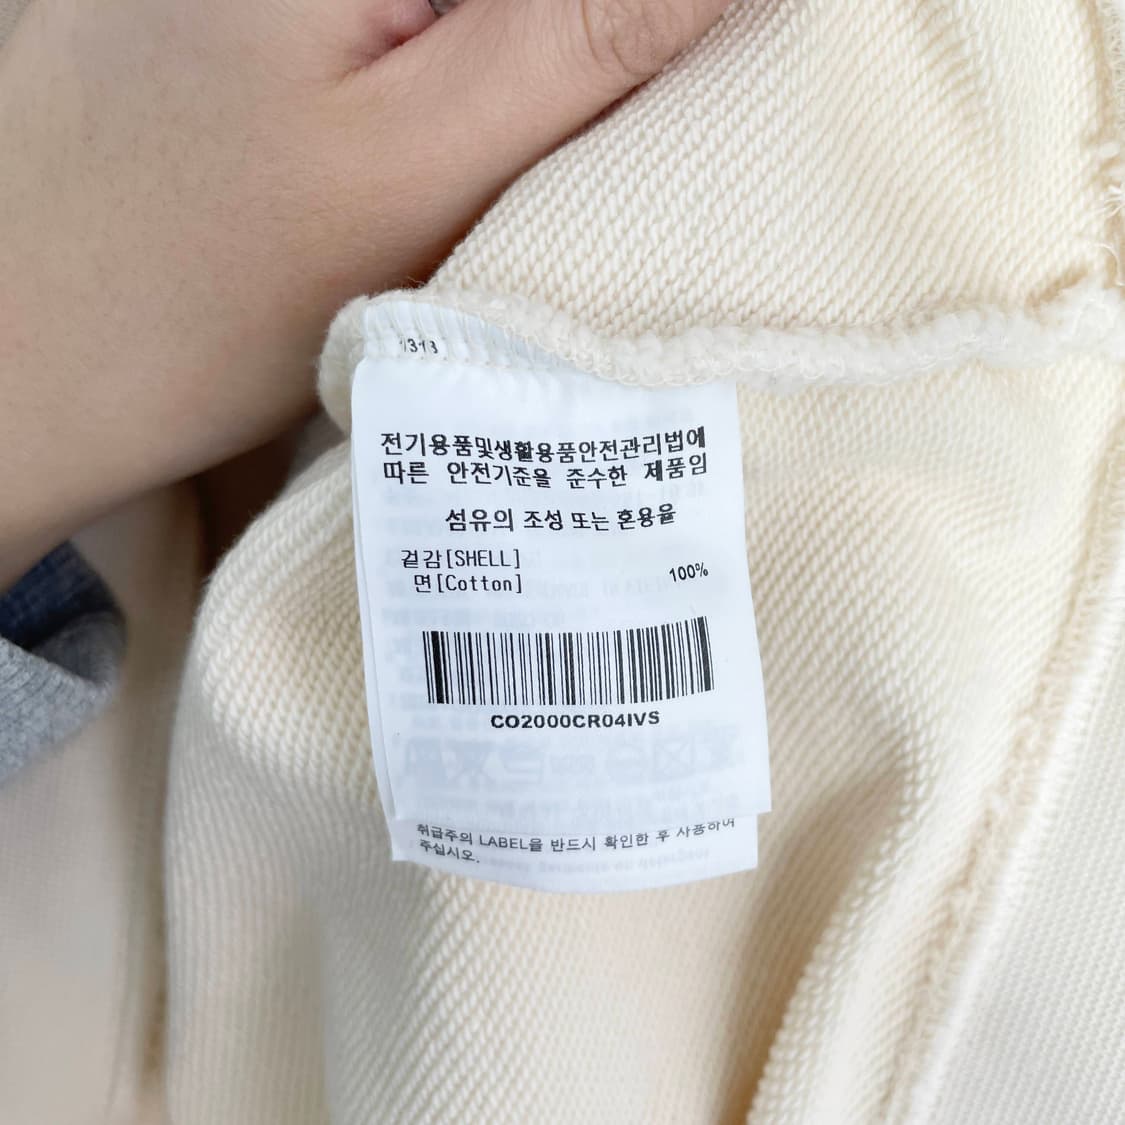 전기용품및생활용품안전관리법에
따른 안전기준을 준수한 제품임
섬유의 조성 또는 혼용율
겉감[SHELL]
면[Cotton] 100%
CO2000CR04IVS
취급주의 LABEL을 반드시 확인한 후 사용하여
주십시오.